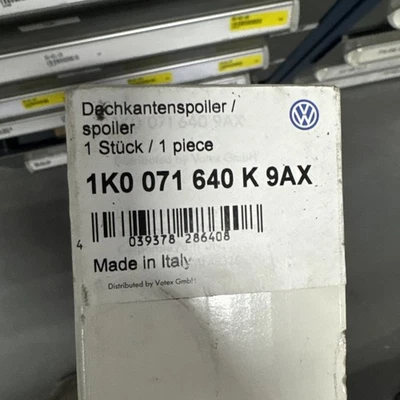 Dachkantenspoiler /
spoiler
1 Stück / 1 piece
1K0 071 640 K 9AX
4 039378 286408
Made in Italy
Distributed by Votex GmbH